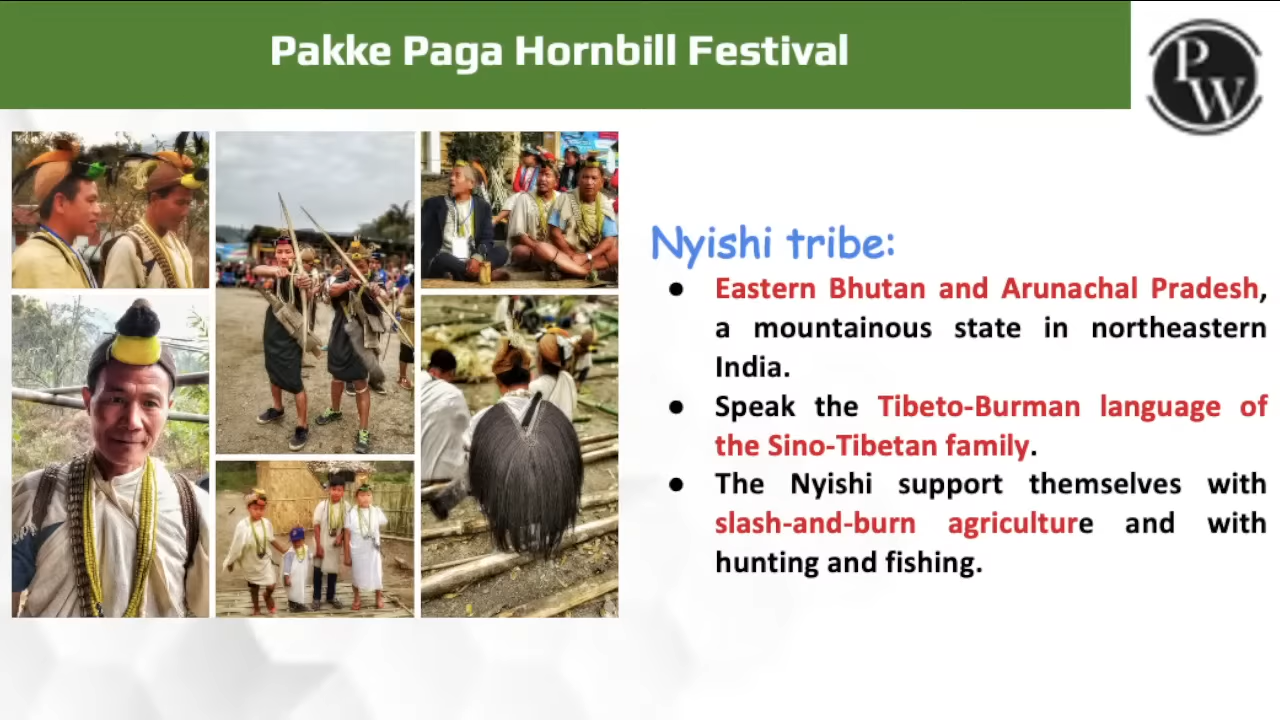 Pakke Paga Hornbill Festival
PW
Nyishi tribe:
● Eastern Bhutan and Arunachal Pradesh,
a mountainous state in northeastern
India.
● Speak the Tibeto-Burman language of
the Sino-Tibetan family.
● The Nyishi support themselves with
slash-and-burn agriculture and with
hunting and fishing.